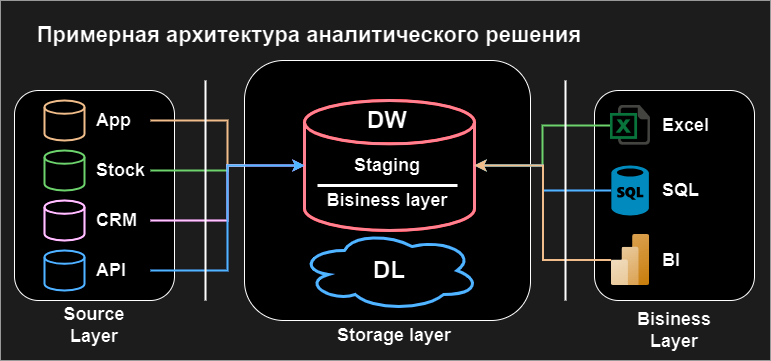 Примерная архитектура аналитического решения
App
Stock
CRM
API
Source
Layer
DW
Staging
Bisiness layer
DL
Storage layer
X
Excel
SQL
SQL
BI
Bisiness
Layer